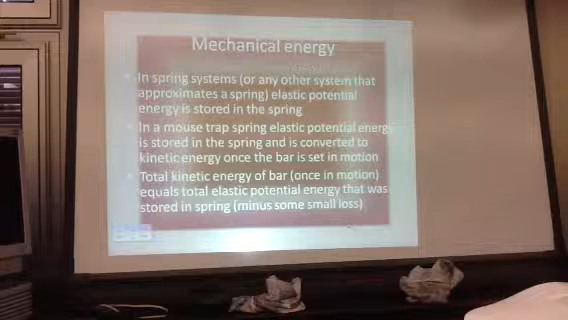 Mechanical energy
In spring systems (or any other system that
approximates a spring) elastic potential
energy is stored in the spring
In a mouse trap spring elastic potential energy
is stored in the spring and is converted to
kinetic energy once the bar is set in motion
Total kinetic energy of bar (once in motion)
equals total elastic potential energy that was
stored in spring (minus some small loss)